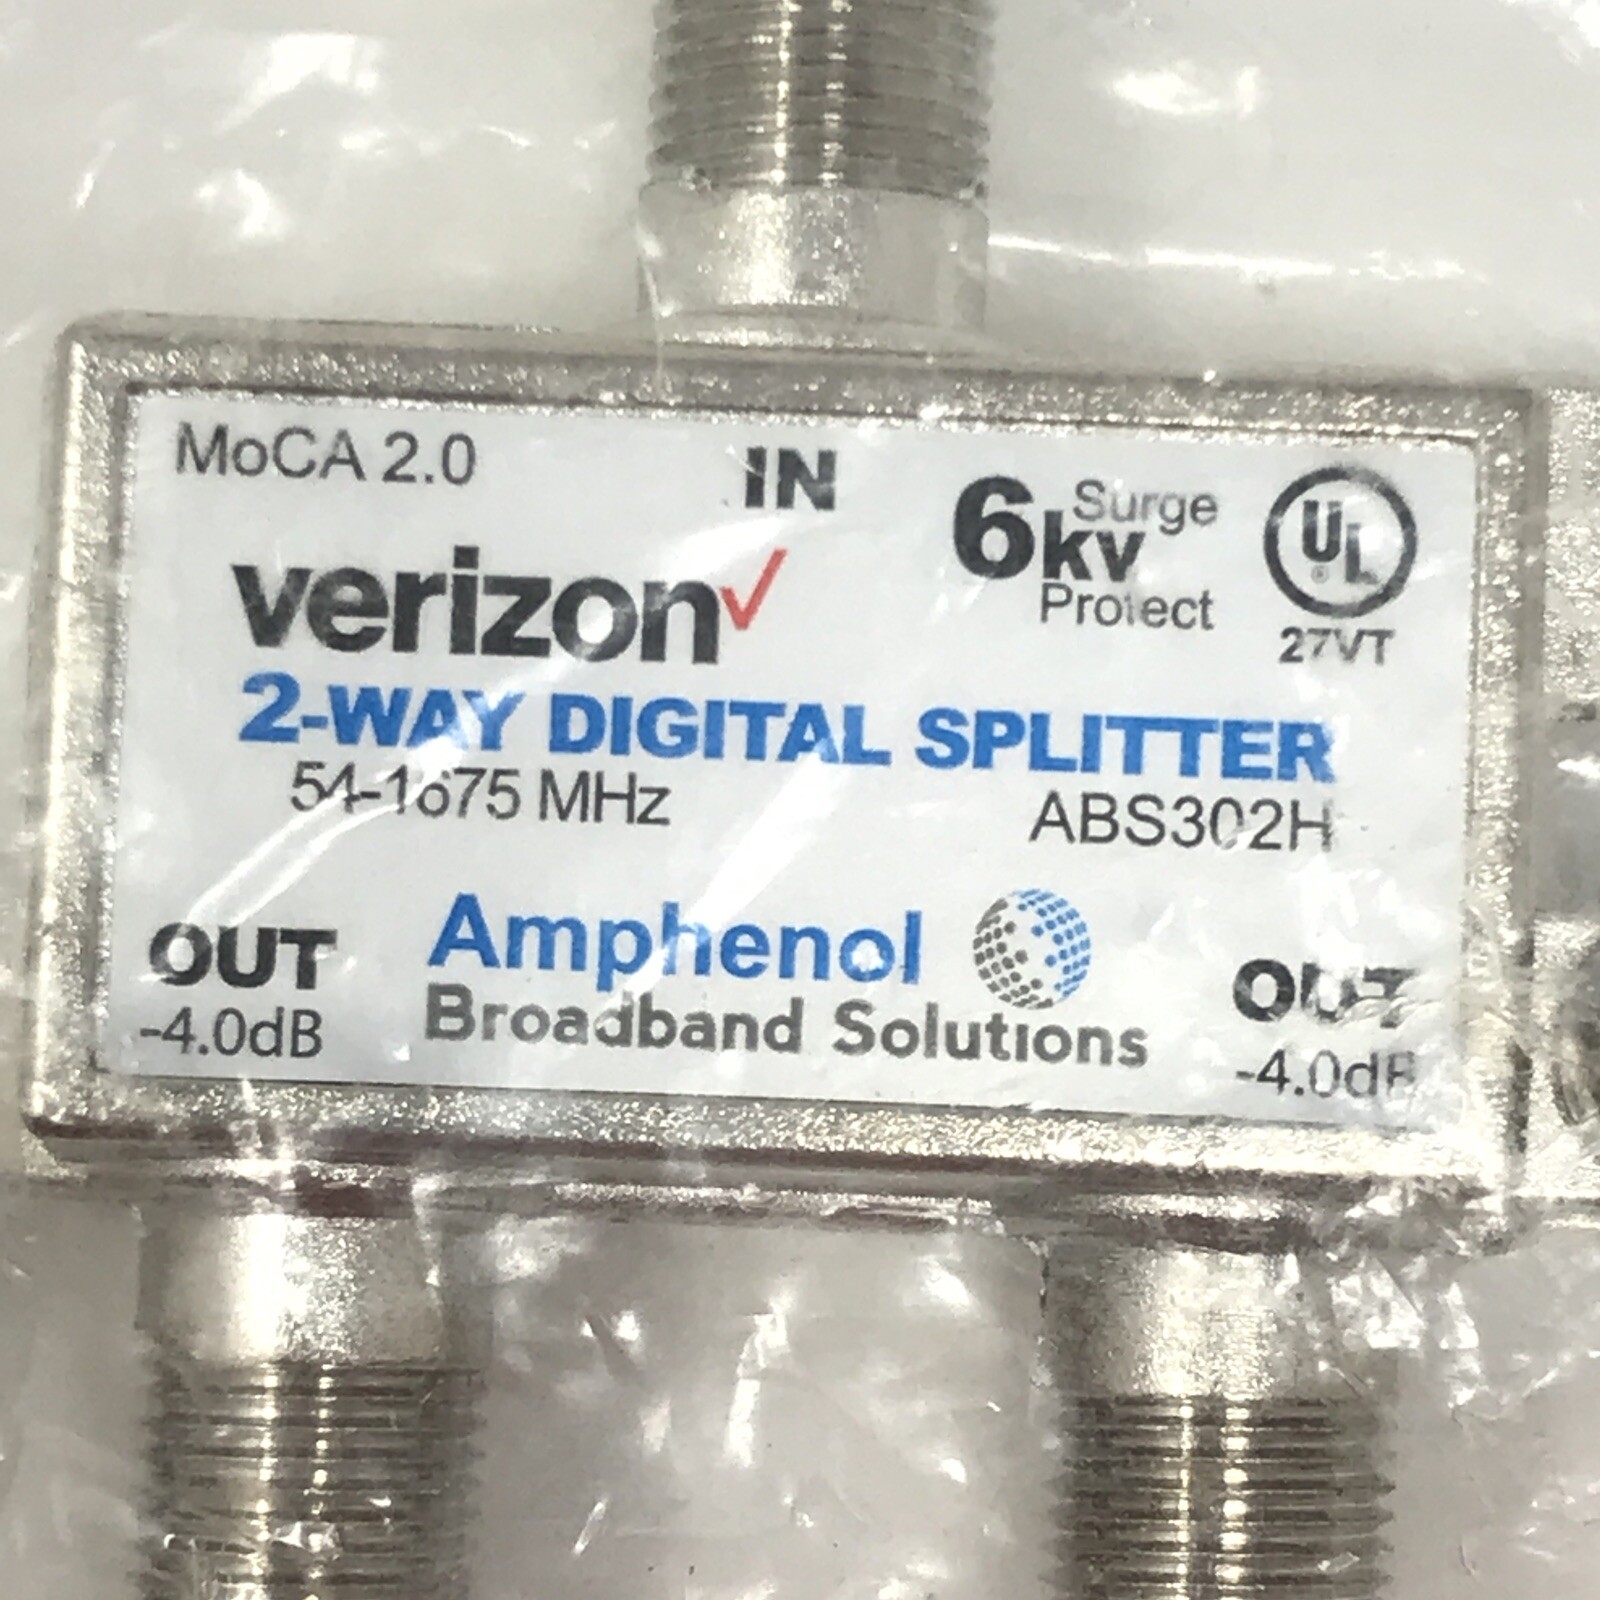 MoCA 2.0
IN
6kv Surge Protect
UL
27VT
verizon
2-WAY DIGITAL SPLITTER
54-1675 MHz
ABS302H
OUT
-4.0dB
Amphenol
Broadband Solutions
OUT
-4.0dB